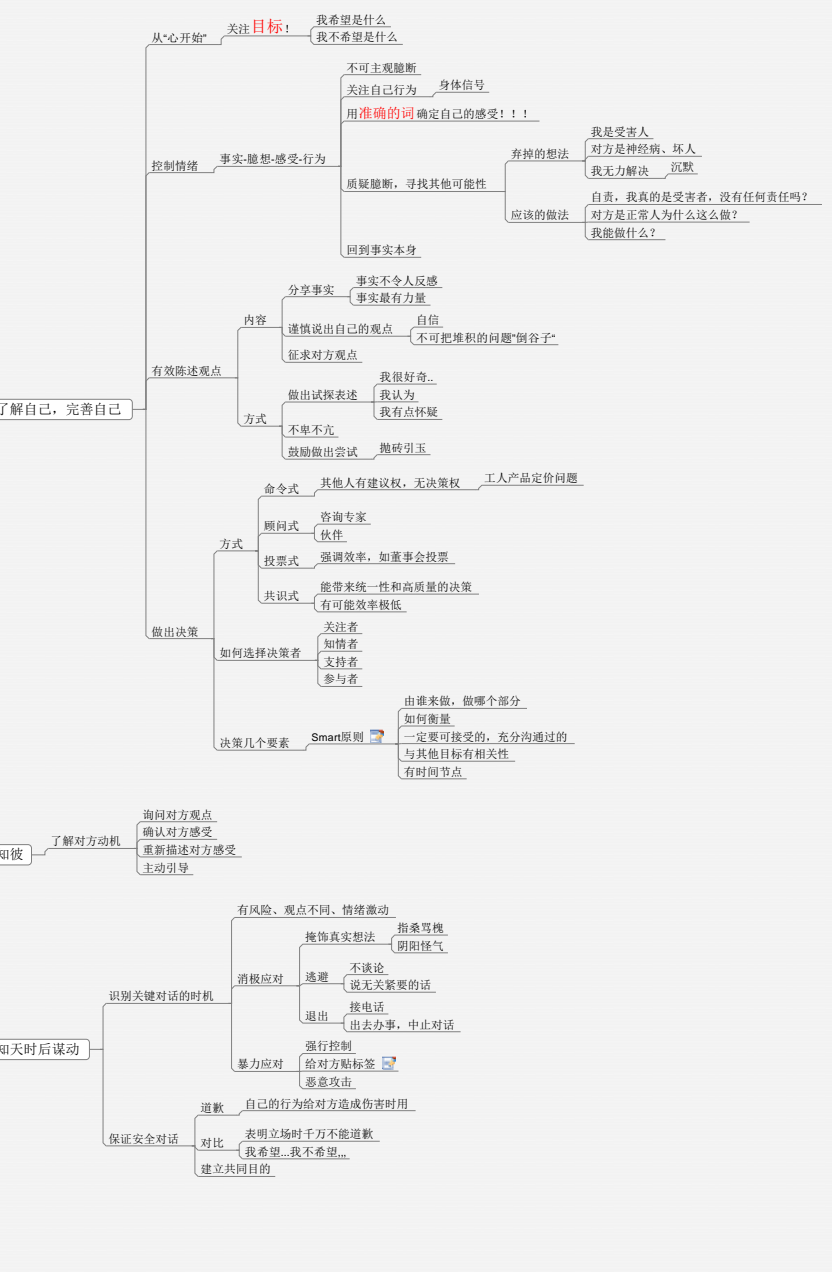 从“心开始"
关注目标！
我希望是什么
我不希望是什么
控制情绪
事实-臆想-感受-行为
不可主观臆断
关注自己行为
身体信号
用准确的词确定自己的感受！！！
质疑臆断，寻找其他可能性
弃掉的想法
我是受害人
对方是神经病、坏人
我无力解决
沉默
应该的做法
自责，我真的是受害者，没有任何责任吗？
对方是正常人为什么这么做？
我能做什么？
回到事实本身
了解自己，完善自己
有效陈述观点
内容
分享事实
事实不令人反感
事实最有力量
谨慎说出自己的观点
自信
不可把堆积的问题"倒谷子“
征求对方观点
方式
做出试探表述
我很好奇..
我认为
我有点怀疑
不卑不亢
鼓励做出尝试
抛砖引玉
做出决策
方式
命令式
其他人有建议权，无决策权
工人产品定价问题
顾问式
咨询专家
伙伴
投票式
强调效率，如董事会投票
共识式
能带来统一性和高质量的决策
有可能效率极低
如何选择决策者
关注者
知情者
支持者
参与者
决策几个要素
Smart原则
由谁来做，做哪个部分
如何衡量
一定要可接受的，充分沟通过的
与其他目标有相关性
有时间节点
知彼
了解对方动机
询问对方观点
确认对方感受
重新描述对方感受
主动引导
知天时后谋动
识别关键对话的时机
有风险、观点不同、情绪激动
消极应对
掩饰真实想法
指桑骂槐
阴阳怪气
逃避
不谈论
说无关紧要的话
退出
接电话
出去办事，中止对话
暴力应对
强行控制
给对方贴标签
恶意攻击
保证安全对话
道歉
自己的行为给对方造成伤害时用
对比
表明立场时千万不能道歉
我希望...我不希望,,,
建立共同目的